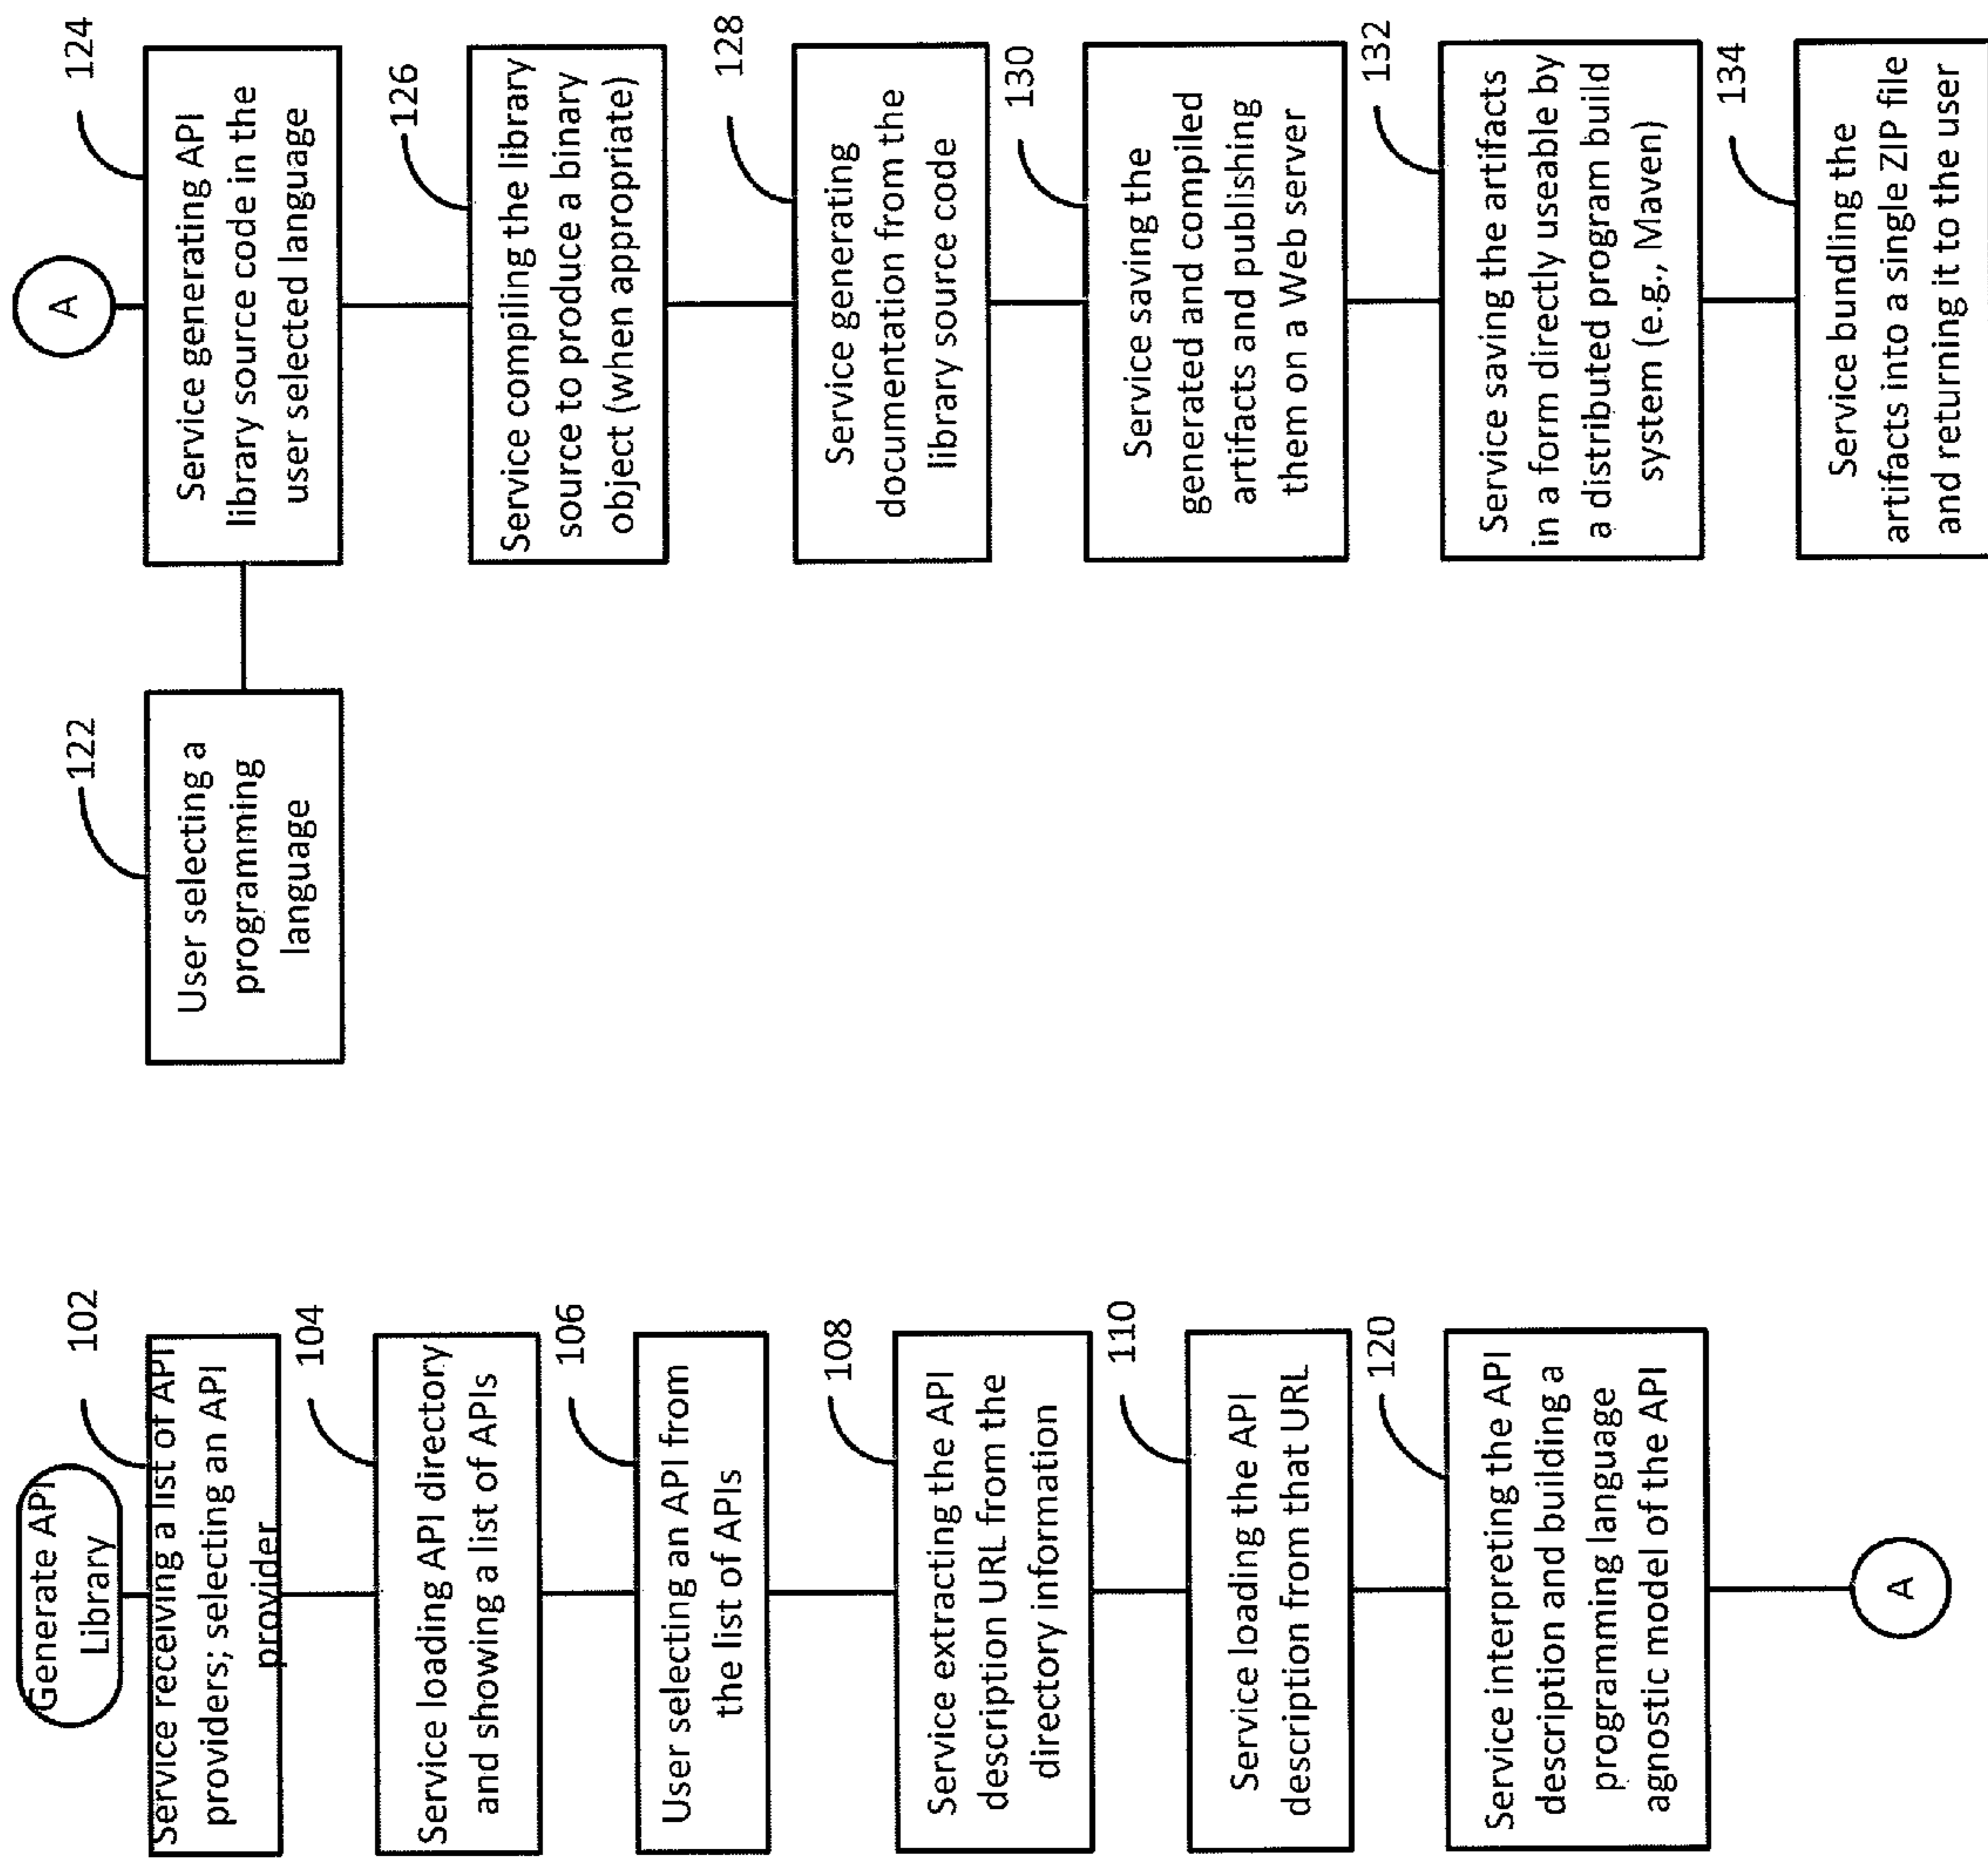 Generate API
Library
102
Service receiving a list of API
providers; selecting an API
provider
104
Service loading API directory
and showing a list of APIs
106
User selecting an API from
the list of APIs
108
Service extracting the API
description URL from the
directory information
110
Service loading the API
description from that URL
120
Service interpreting the API
description and building a
programming language
agnostic model of the API
A
A
122
User selecting a
programming
language
124
Service generating API
library source code in the
user selected language
126
Service compiling the library
source to produce a binary
object (when appropriate)
128
Service generating
documentation from the
library source code
130
Service saving the
generated and compiled
artifacts and publishing
them on a Web server
132
Service saving the artifacts
in a form directly useable by
a distributed program build
system (e.g., Maven)
134
Service bundling the
artifacts into a single ZIP file
and returning it to the user